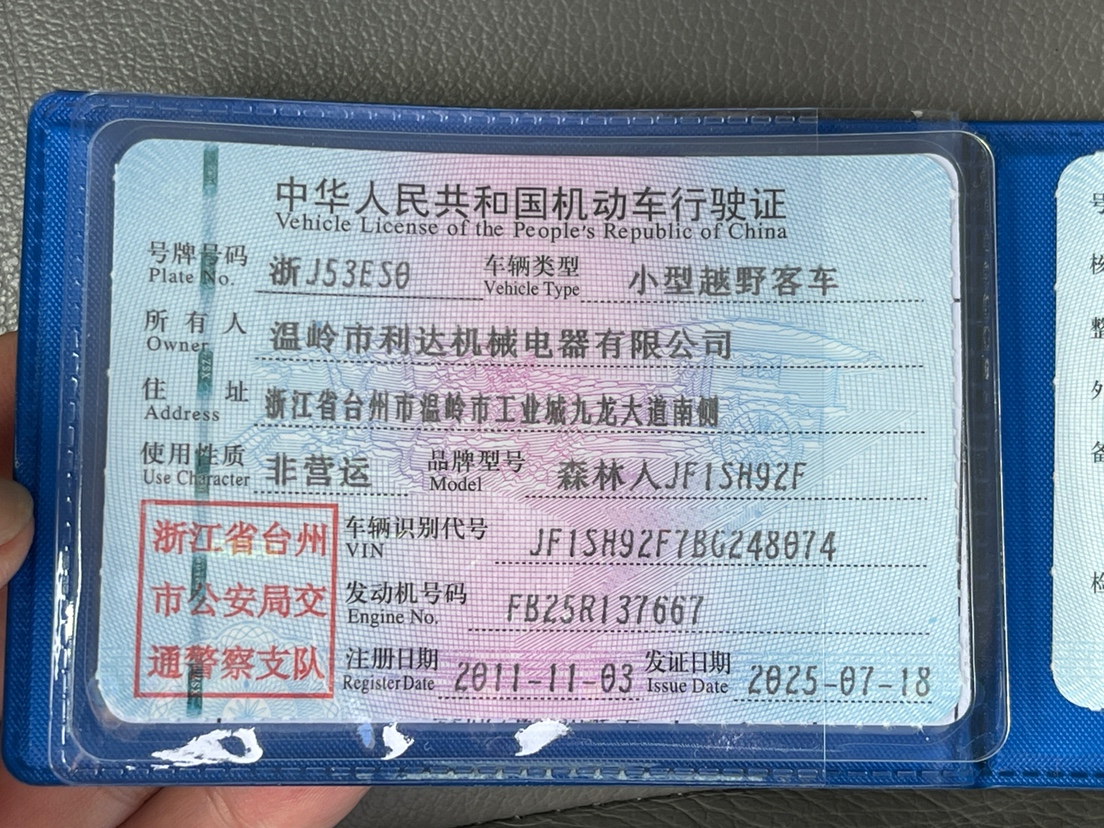 中华人民共和国机动车行驶证
Vehicle License of the People's Republic of China
号牌号码 浙J53ES0 车辆类型 小型越野客车
Plate No. Vehicle Type
所有人 温岭市利达机械电器有限公司
Owner
住址 浙江省台州市温岭市工业城九龙大道南侧
Address
使用性质 非营运 品牌型号 森林人JF1SH92F
Use Character Model
浙江省台州
市公安局交
通警察支队
车辆识别代号 JF1SH92F7BG248074
VIN
发动机号码 FB25R137667
Engine No.
注册日期 2011-11-03 发证日期 2025-07-18
Register Date Issue Date
号
核
整
外
备
检